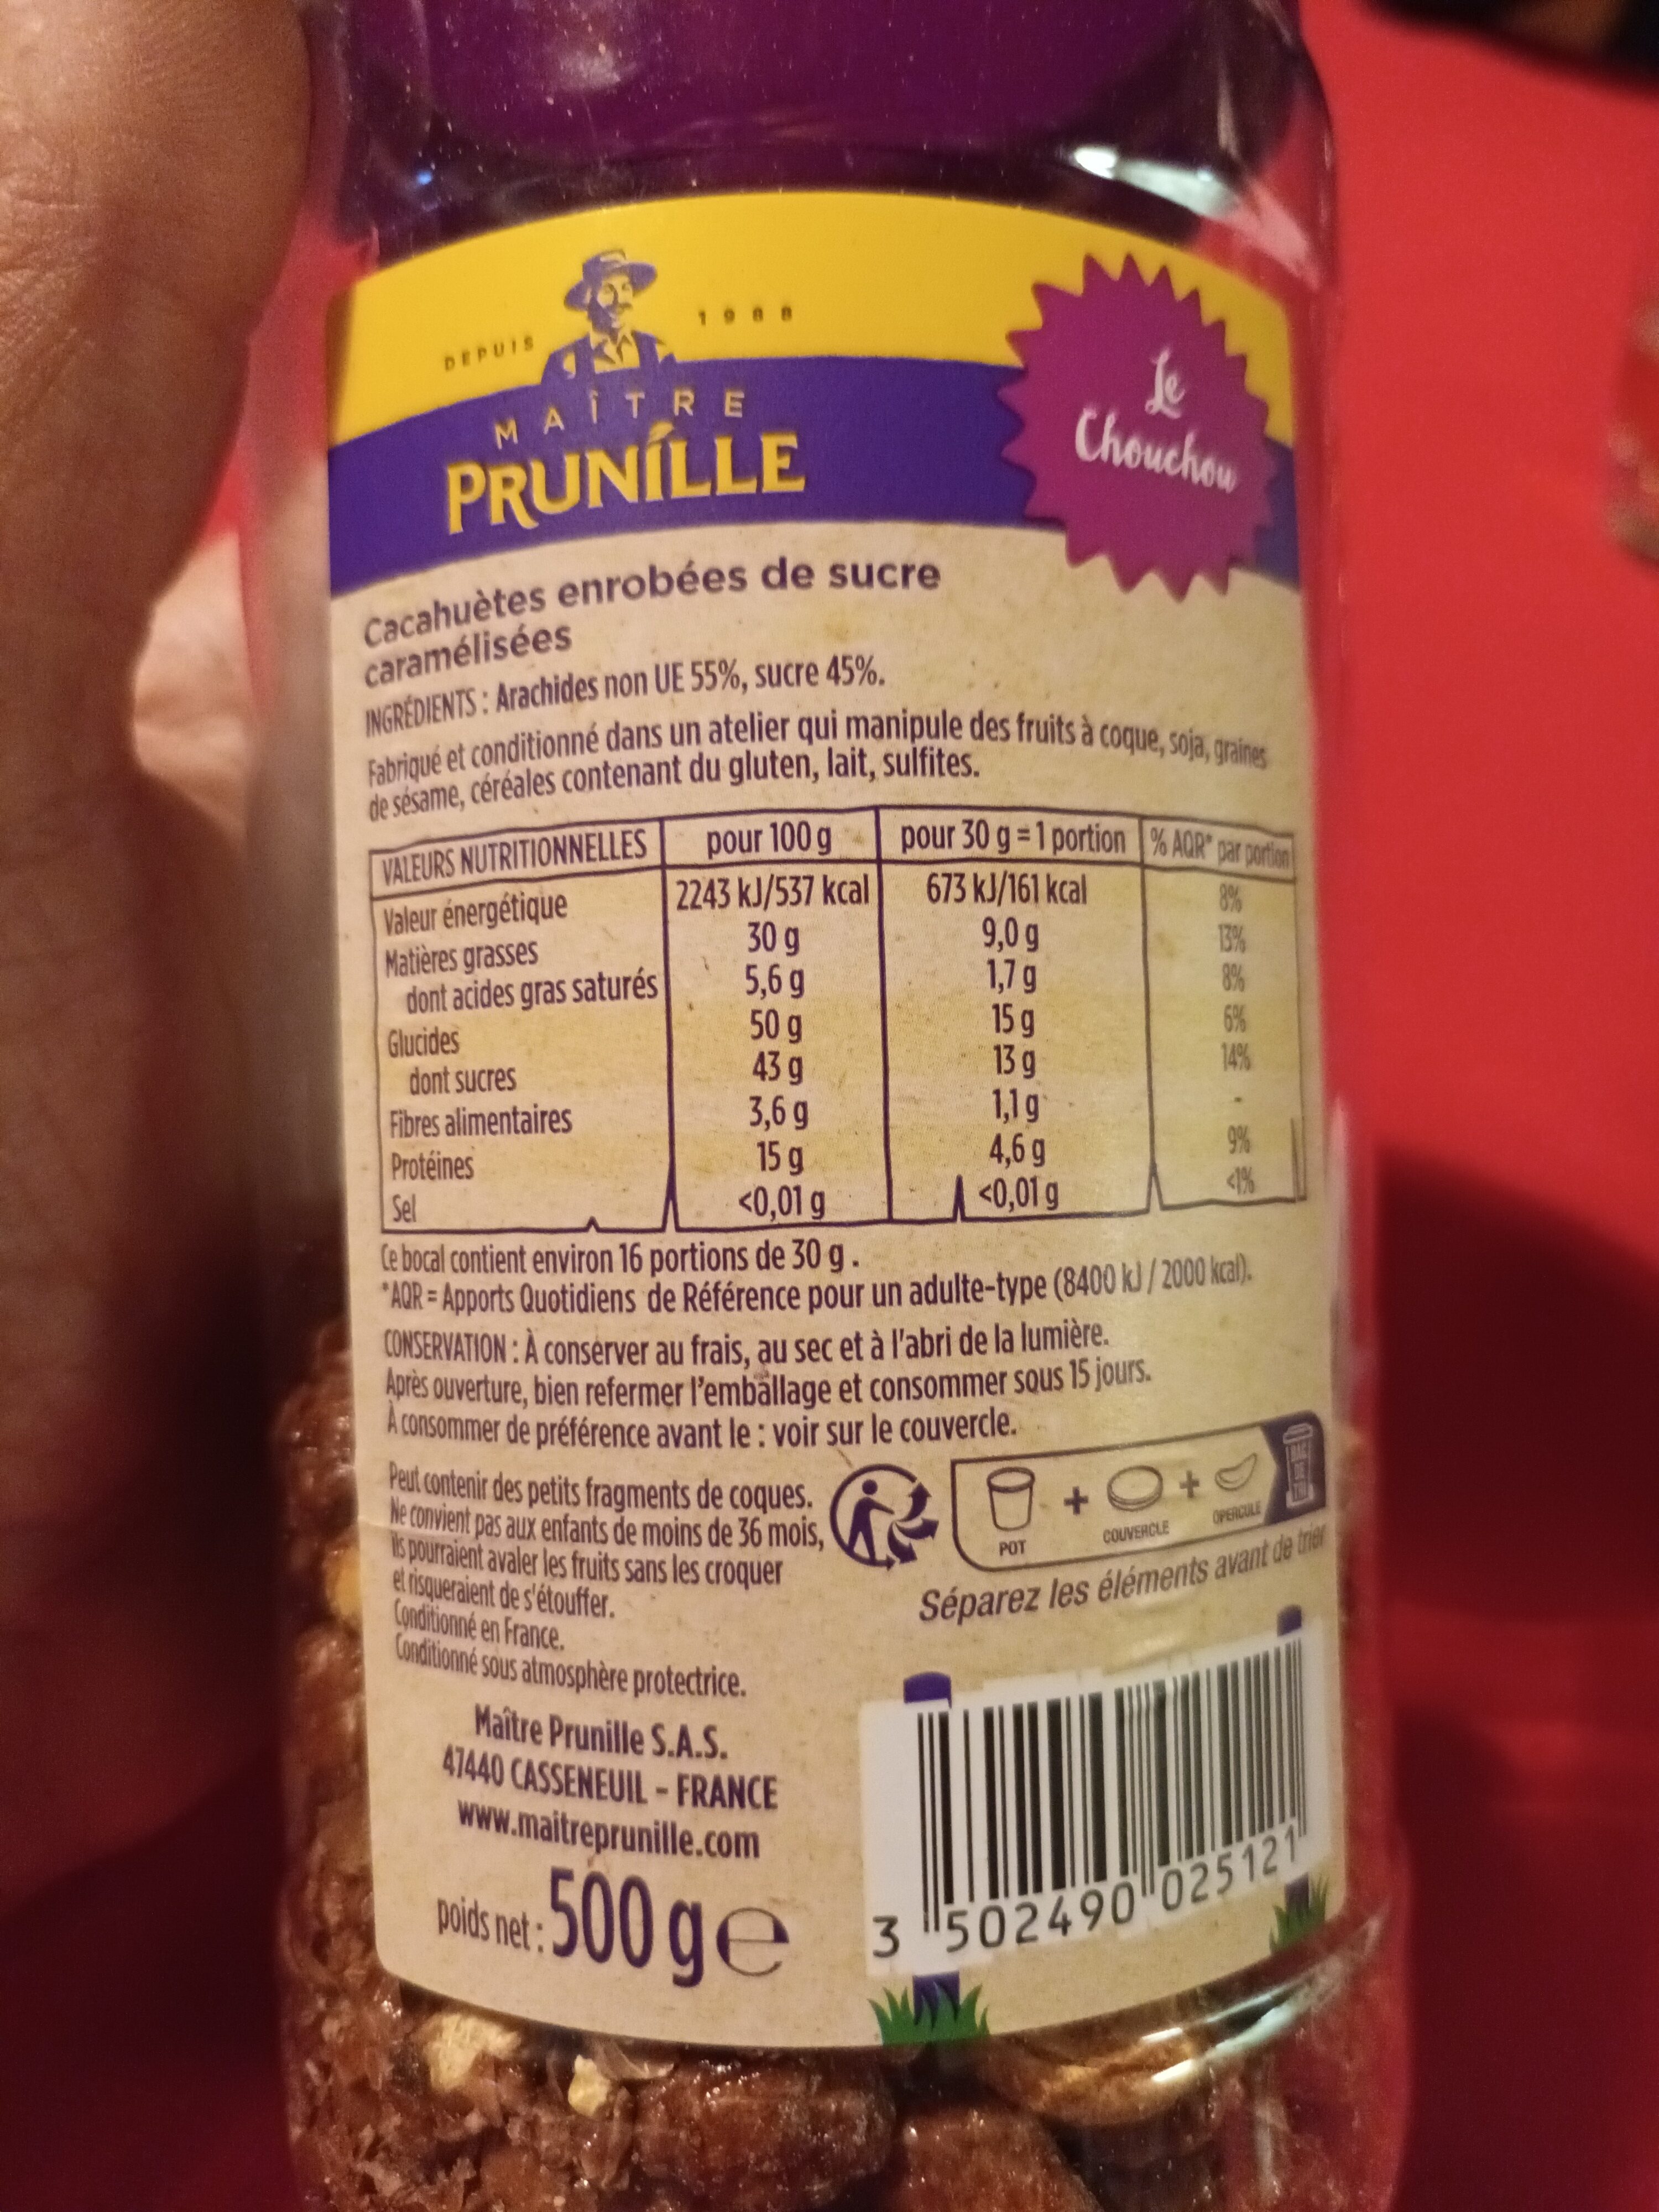 DEPUIS 1988
MAÎTRE
PRUNILLE
Le
Chouchou
Cacahuètes enrobées de sucre
caramélisées
INGRÉDIENTS : Arachides non UE 55%, sucre 45%.
Fabriqué et conditionné dans un atelier qui manipule des fruits à coque, soja, graines
de sésame, céréales contenant du gluten, lait, sulfites.
VALEURS NUTRITIONNELLES pour 100 g pour 30 g = 1 portion % AQR* par portion
Valeur énergétique 2243 kJ/537 kcal 673 kJ/161 kcal 8%
Matières grasses 30 g 9,0 g 13%
dont acides gras saturés 5,6 g 1,7 g 8%
Glucides 50 g 15 g 6%
dont sucres 43 g 13 g 14%
Fibres alimentaires 3,6 g 1,1 g -
Protéines 15 g 4,6 g 9%
Sel <0,01 g <0,01 g <1%
Ce bocal contient environ 16 portions de 30 g .
*AQR = Apports Quotidiens de Référence pour un adulte-type (8400 kJ / 2000 kcal).
CONSERVATION : À conserver au frais, au sec et à l'abri de la lumière.
Après ouverture, bien refermer l'emballage et consommer sous 15 jours.
À consommer de préférence avant le : voir sur le couvercle.
Peut contenir des petits fragments de coques.
Ne convient pas aux enfants de moins de 36 mois,
ils pourraient avaler les fruits sans les croquer
et risqueraient de s'étouffer.
Conditionné en France.
Conditionné sous atmosphère protectrice.
POT + COUVERCLE + OPERCULE
BAC DE TRI
Séparez les éléments avant de trier
Maître Prunille S.A.S.
47440 CASSENEUIL - FRANCE
www.maitreprunille.com
poids net : 500 g e
3 502490 025121